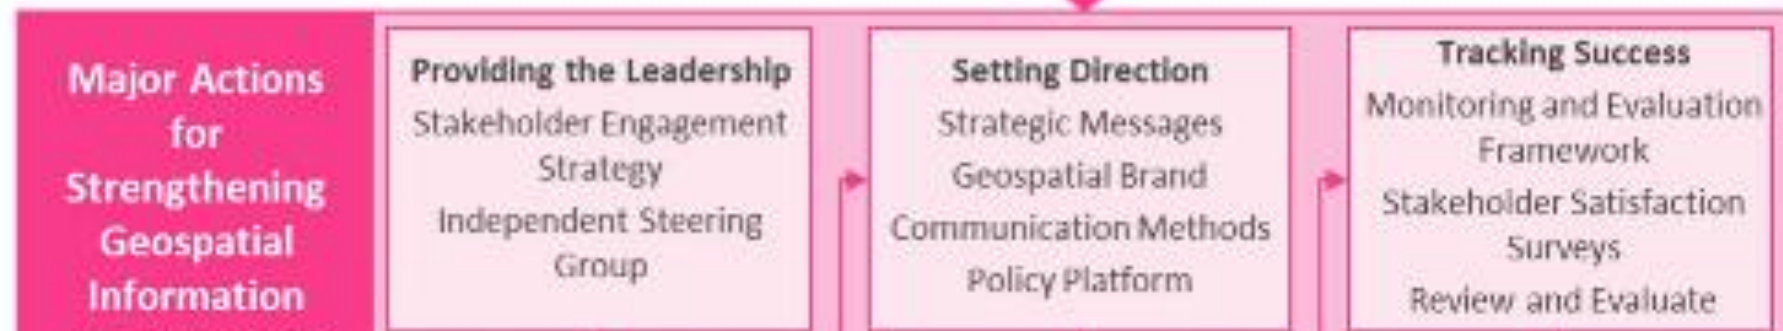 Major Actions
for
Strengthening
Geospatial
Information
Providing the Leadership
Stakeholder Engagement
Strategy
Independent Steering
Group
Setting Direction
Strategic Messages
Geospatial Brand
Communication Methods
Policy Platform
Tracking Success
Monitoring and Evaluation
Framework
Stakeholder Satisfaction
Surveys
Review and Evaluate